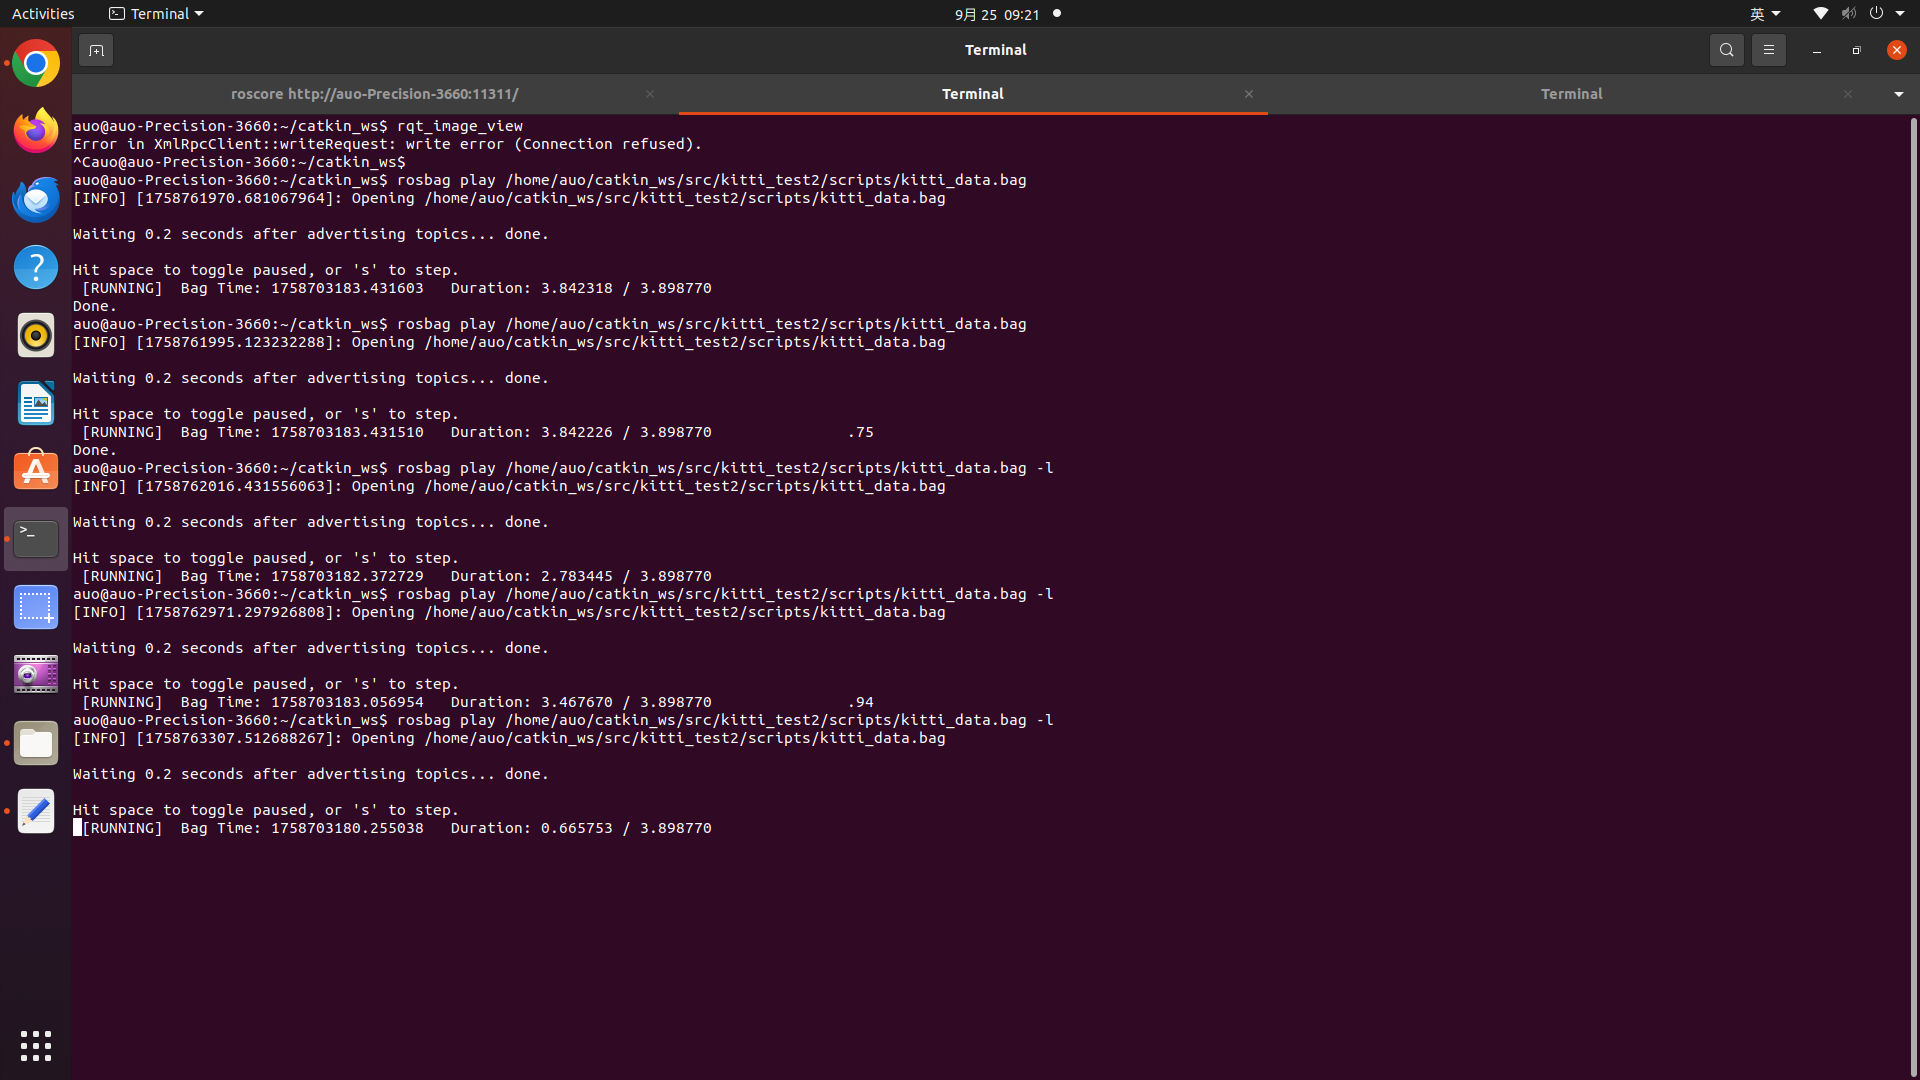 Activities
Terminal
9月 25 09:21
英
Terminal
roscore http://auo-Precision-3660:11311/
Terminal
Terminal
auo@auo-Precision-3660:~/catkin_ws$ rqt_image_view
Error in XmlRpcClient::writeRequest: write error (Connection refused).
^Cauo@auo-Precision-3660:~/catkin_ws$
auo@auo-Precision-3660:~/catkin_ws$ rosbag play /home/auo/catkin_ws/src/kitti_test2/scripts/kitti_data.bag
[INFO] [1758761970.681067964]: Opening /home/auo/catkin_ws/src/kitti_test2/scripts/kitti_data.bag
Waiting 0.2 seconds after advertising topics... done.
Hit space to toggle paused, or 's' to step.
[RUNNING] Bag Time: 1758703183.431603 Duration: 3.842318 / 3.898770
Done.
auo@auo-Precision-3660:~/catkin_ws$ rosbag play /home/auo/catkin_ws/src/kitti_test2/scripts/kitti_data.bag
[INFO] [1758761995.123232288]: Opening /home/auo/catkin_ws/src/kitti_test2/scripts/kitti_data.bag
Waiting 0.2 seconds after advertising topics... done.
Hit space to toggle paused, or 's' to step.
[RUNNING] Bag Time: 1758703183.431510 Duration: 3.842226 / 3.898770 .75
Done.
auo@auo-Precision-3660:~/catkin_ws$ rosbag play /home/auo/catkin_ws/src/kitti_test2/scripts/kitti_data.bag -l
[INFO] [1758762016.431556063]: Opening /home/auo/catkin_ws/src/kitti_test2/scripts/kitti_data.bag
Waiting 0.2 seconds after advertising topics... done.
Hit space to toggle paused, or 's' to step.
[RUNNING] Bag Time: 1758703182.372729 Duration: 2.783445 / 3.898770
auo@auo-Precision-3660:~/catkin_ws$ rosbag play /home/auo/catkin_ws/src/kitti_test2/scripts/kitti_data.bag -l
[INFO] [1758762971.297926808]: Opening /home/auo/catkin_ws/src/kitti_test2/scripts/kitti_data.bag
Waiting 0.2 seconds after advertising topics... done.
Hit space to toggle paused, or 's' to step.
[RUNNING] Bag Time: 1758703183.056954 Duration: 3.467670 / 3.898770 .94
auo@auo-Precision-3660:~/catkin_ws$ rosbag play /home/auo/catkin_ws/src/kitti_test2/scripts/kitti_data.bag -l
[INFO] [1758763307.512688267]: Opening /home/auo/catkin_ws/src/kitti_test2/scripts/kitti_data.bag
Waiting 0.2 seconds after advertising topics... done.
Hit space to toggle paused, or 's' to step.
[RUNNING] Bag Time: 1758703180.255038 Duration: 0.665753 / 3.898770